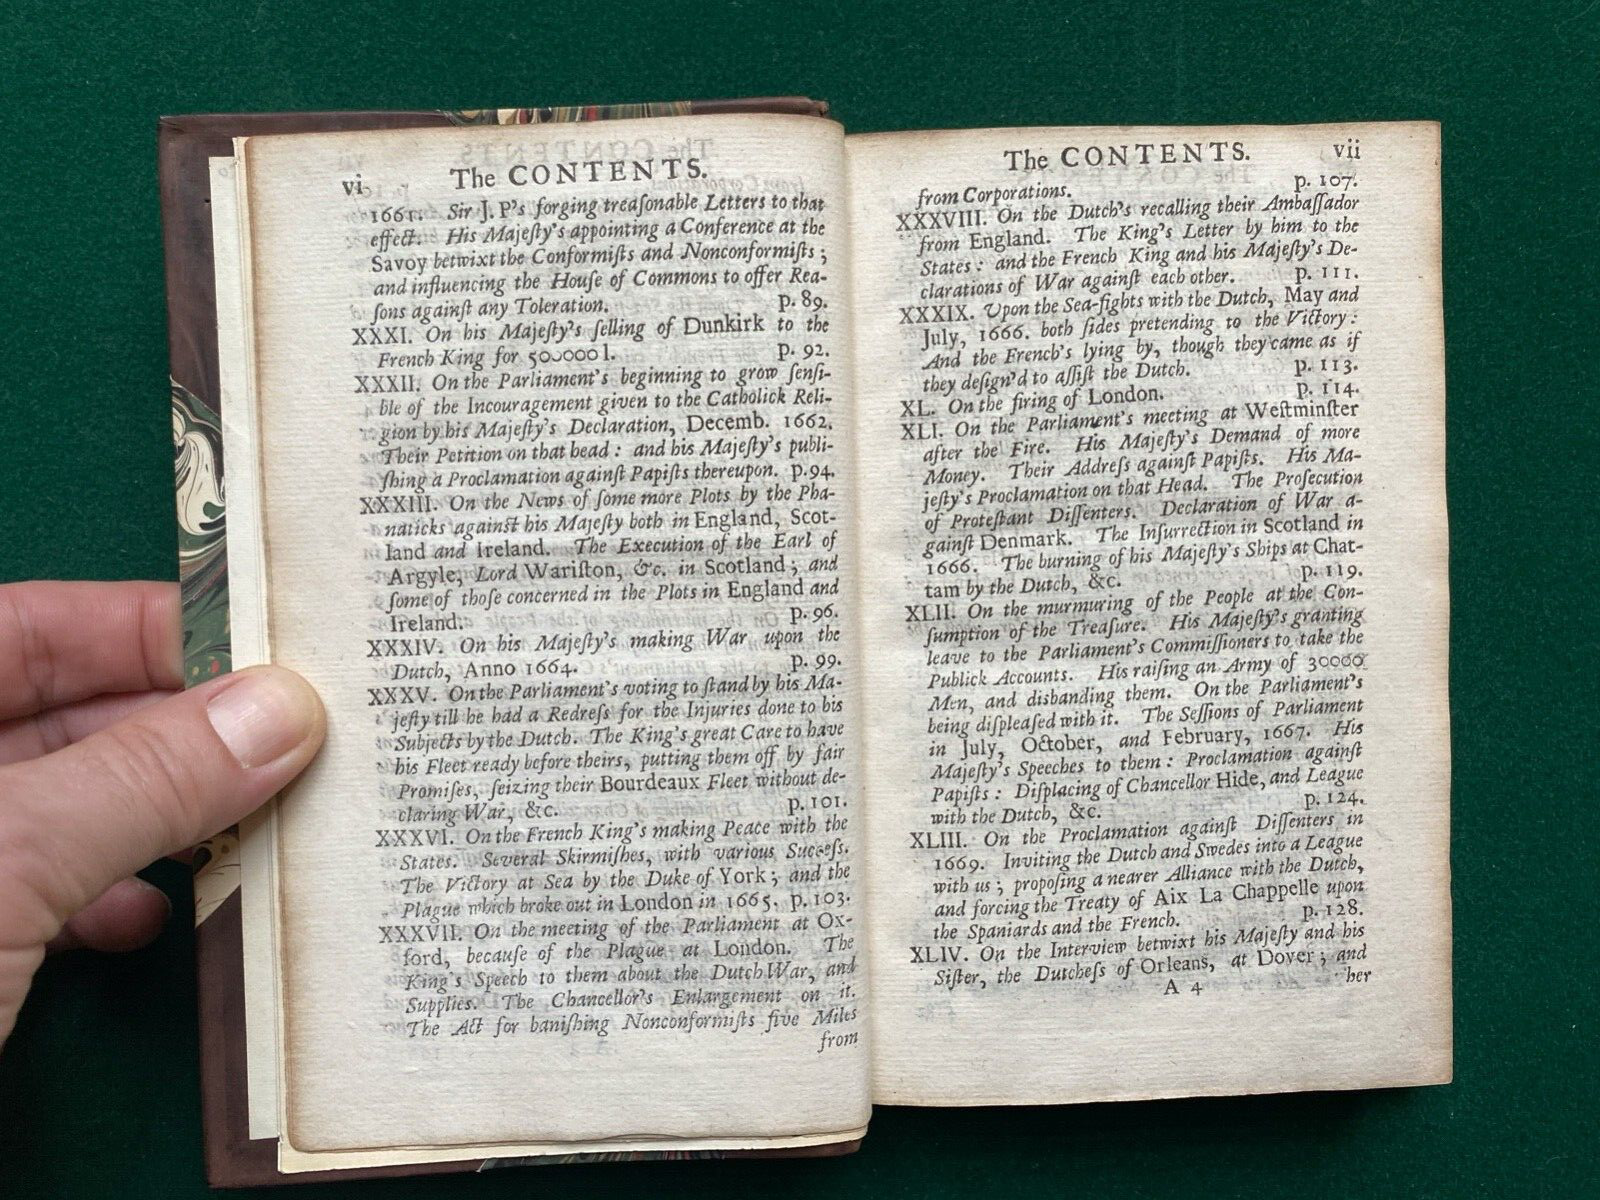 vi The CONTENTS.
1661. Sir J. P's forging treaſonable Letters to that
effect. His Majeſty's appointing a Conference at the
Savoy betwixt the Conformiſts and Nonconformiſts;
and influencing the Houſe of Commons to offer Rea-
ſons againſt any Toleration. p. 89.
XXXI. On his Majeſty's ſelling of Dunkirk to the
French King for 500000 l. p. 92.
XXXII. On the Parliament's beginning to grow ſenſi-
ble of the Incouragement given to the Catholick Reli-
gion by his Majeſty's Declaration, Decemb. 1662.
Their Petition on that head: and his Majeſty's publi-
ſhing a Proclamation againſt Papiſts thereupon. p. 94.
XXXIII. On the News of ſome more Plots by the Pha-
naticks againſt his Majeſty both in England, Scot-
land and Ireland. The Execution of the Earl of
Argyle, Lord Wariſton, &c. in Scotland; and
ſome of thoſe concerned in the Plots in England and
Ireland. p. 96.
XXXIV. On his Majeſty's making War upon the
Dutch, Anno 1664. p. 99.
XXXV. On the Parliament's voting to ſtand by his Ma-
jeſty till he had a Redreſs for the Injuries done to his
Subjects by the Dutch. The King's great Care to have
his Fleet ready before theirs, putting them off by fair
Promiſes, ſeizing their Bourdeaux Fleet without de-
claring War, &c. p. 101.
XXXVI. On the French King's making Peace with the
States. Several Skirmiſhes, with various Succeſs.
The Victory at Sea by the Duke of York; and the
Plague which broke out in London in 1665. p. 103.
XXXVII. On the meeting of the Parliament at Ox-
ford, becauſe of the Plague at London. The
King's Speech to them about the Dutch War, and
Supplies. The Chancellor's Enlargement on it.
The Act for baniſhing Nonconformiſts five Miles
from
The CONTENTS. vii
from Corporations. p. 107.
XXXVIII. On the Dutch's recalling their Ambaſſador
from England. The King's Letter by him to the
States: and the French King and his Majeſty's De-
clarations of War againſt each other. p. 111.
XXXIX. Upon the Sea-fights with the Dutch, May and
July, 1666. both ſides pretending to the Victory:
And the French's lying by, though they came as if
they deſign'd to aſſiſt the Dutch. p. 113.
XL. On the firing of London. p. 114.
XLI. On the Parliament's meeting at Weſtminſter
after the Fire. His Majeſty's Demand of more
Money. Their Addreſs againſt Papiſts. His Ma-
jeſty's Proclamation on that Head. The Proſecution
of Proteſtant Diſſenters. Declaration of War a-
gainſt Denmark. The Inſurrection in Scotland in
1666. The burning of his Majeſty's Ships at Chat-
tam by the Dutch, &c. p. 119.
XLII. On the murmuring of the People at the Con-
ſumption of the Treaſure. His Majeſty's granting
leave to the Parliament's Commiſſioners to take the
Publick Accounts. His raiſing an Army of 30000
Men, and disbanding them. On the Parliament's
being diſpleaſed with it. The Seſſions of Parliament
in July, October, and February, 1667. His
Majeſty's Speeches to them: Proclamation againſt
Papiſts: Diſplacing of Chancellor Hide, and League
with the Dutch, &c. p. 124.
XLIII. On the Proclamation againſt Diſſenters in
1669. Inviting the Dutch and Swedes into a League
with us; propoſing a nearer Alliance with the Dutch,
and forcing the Treaty of Aix La Chappelle upon
the Spaniards and the French. p. 128.
XLIV. On the Interview betwixt his Majeſty and his
Siſter, the Dutcheſs of Orleans, at Dover; and
A 4 her